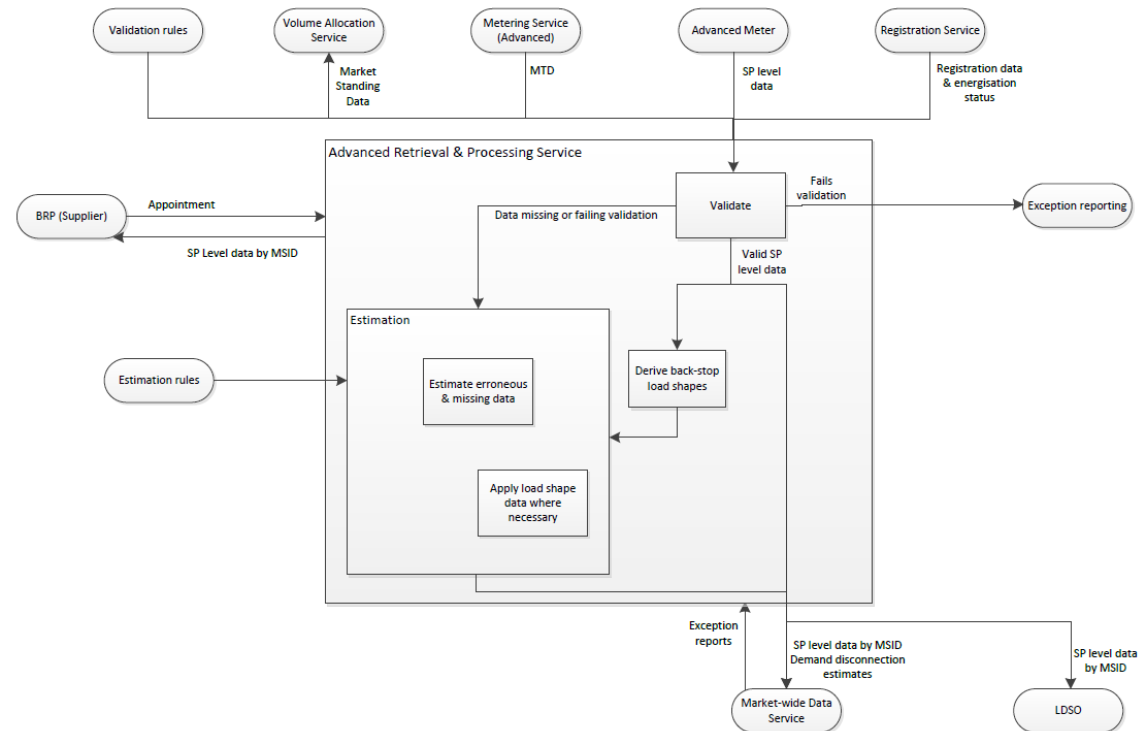 Validation rules
Volume Allocation
Service
Metering Service
(Advanced)
Advanced Meter
Registration Service
Market
Standing
Data
MTD
SP level
data
Registration data
& energisation
status
Advanced Retrieval & Processing Service
BRP (Supplier)
Appointment
SP Level data by MSID
Data missing or failing validation
Validate
Fails
validation
Exception reporting
Valid SP
level data
Estimation
Estimation rules
Estimate erroneous
& missing data
Derive back-stop
load shapes
Apply load shape
data where
necessary
Exception
reports
SP level data by MSID
Demand disconnection
estimates
SP level data
by MSID
Market-wide Data
Service
LDSO